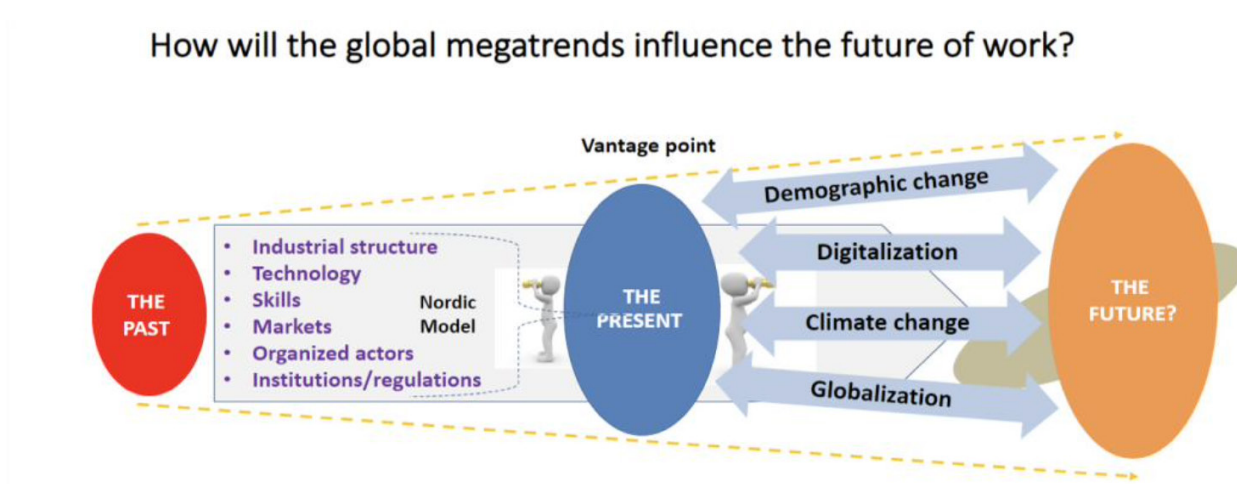 How will the global megatrends influence the future of work?
Vantage point
THE
PAST
• Industrial structure
• Technology
• Skills
• Markets
• Organized actors
• Institutions/regulations
Nordic
Model
THE
PRESENT
Demographic change
Digitalization
Climate change
Globalization
THE
FUTURE?